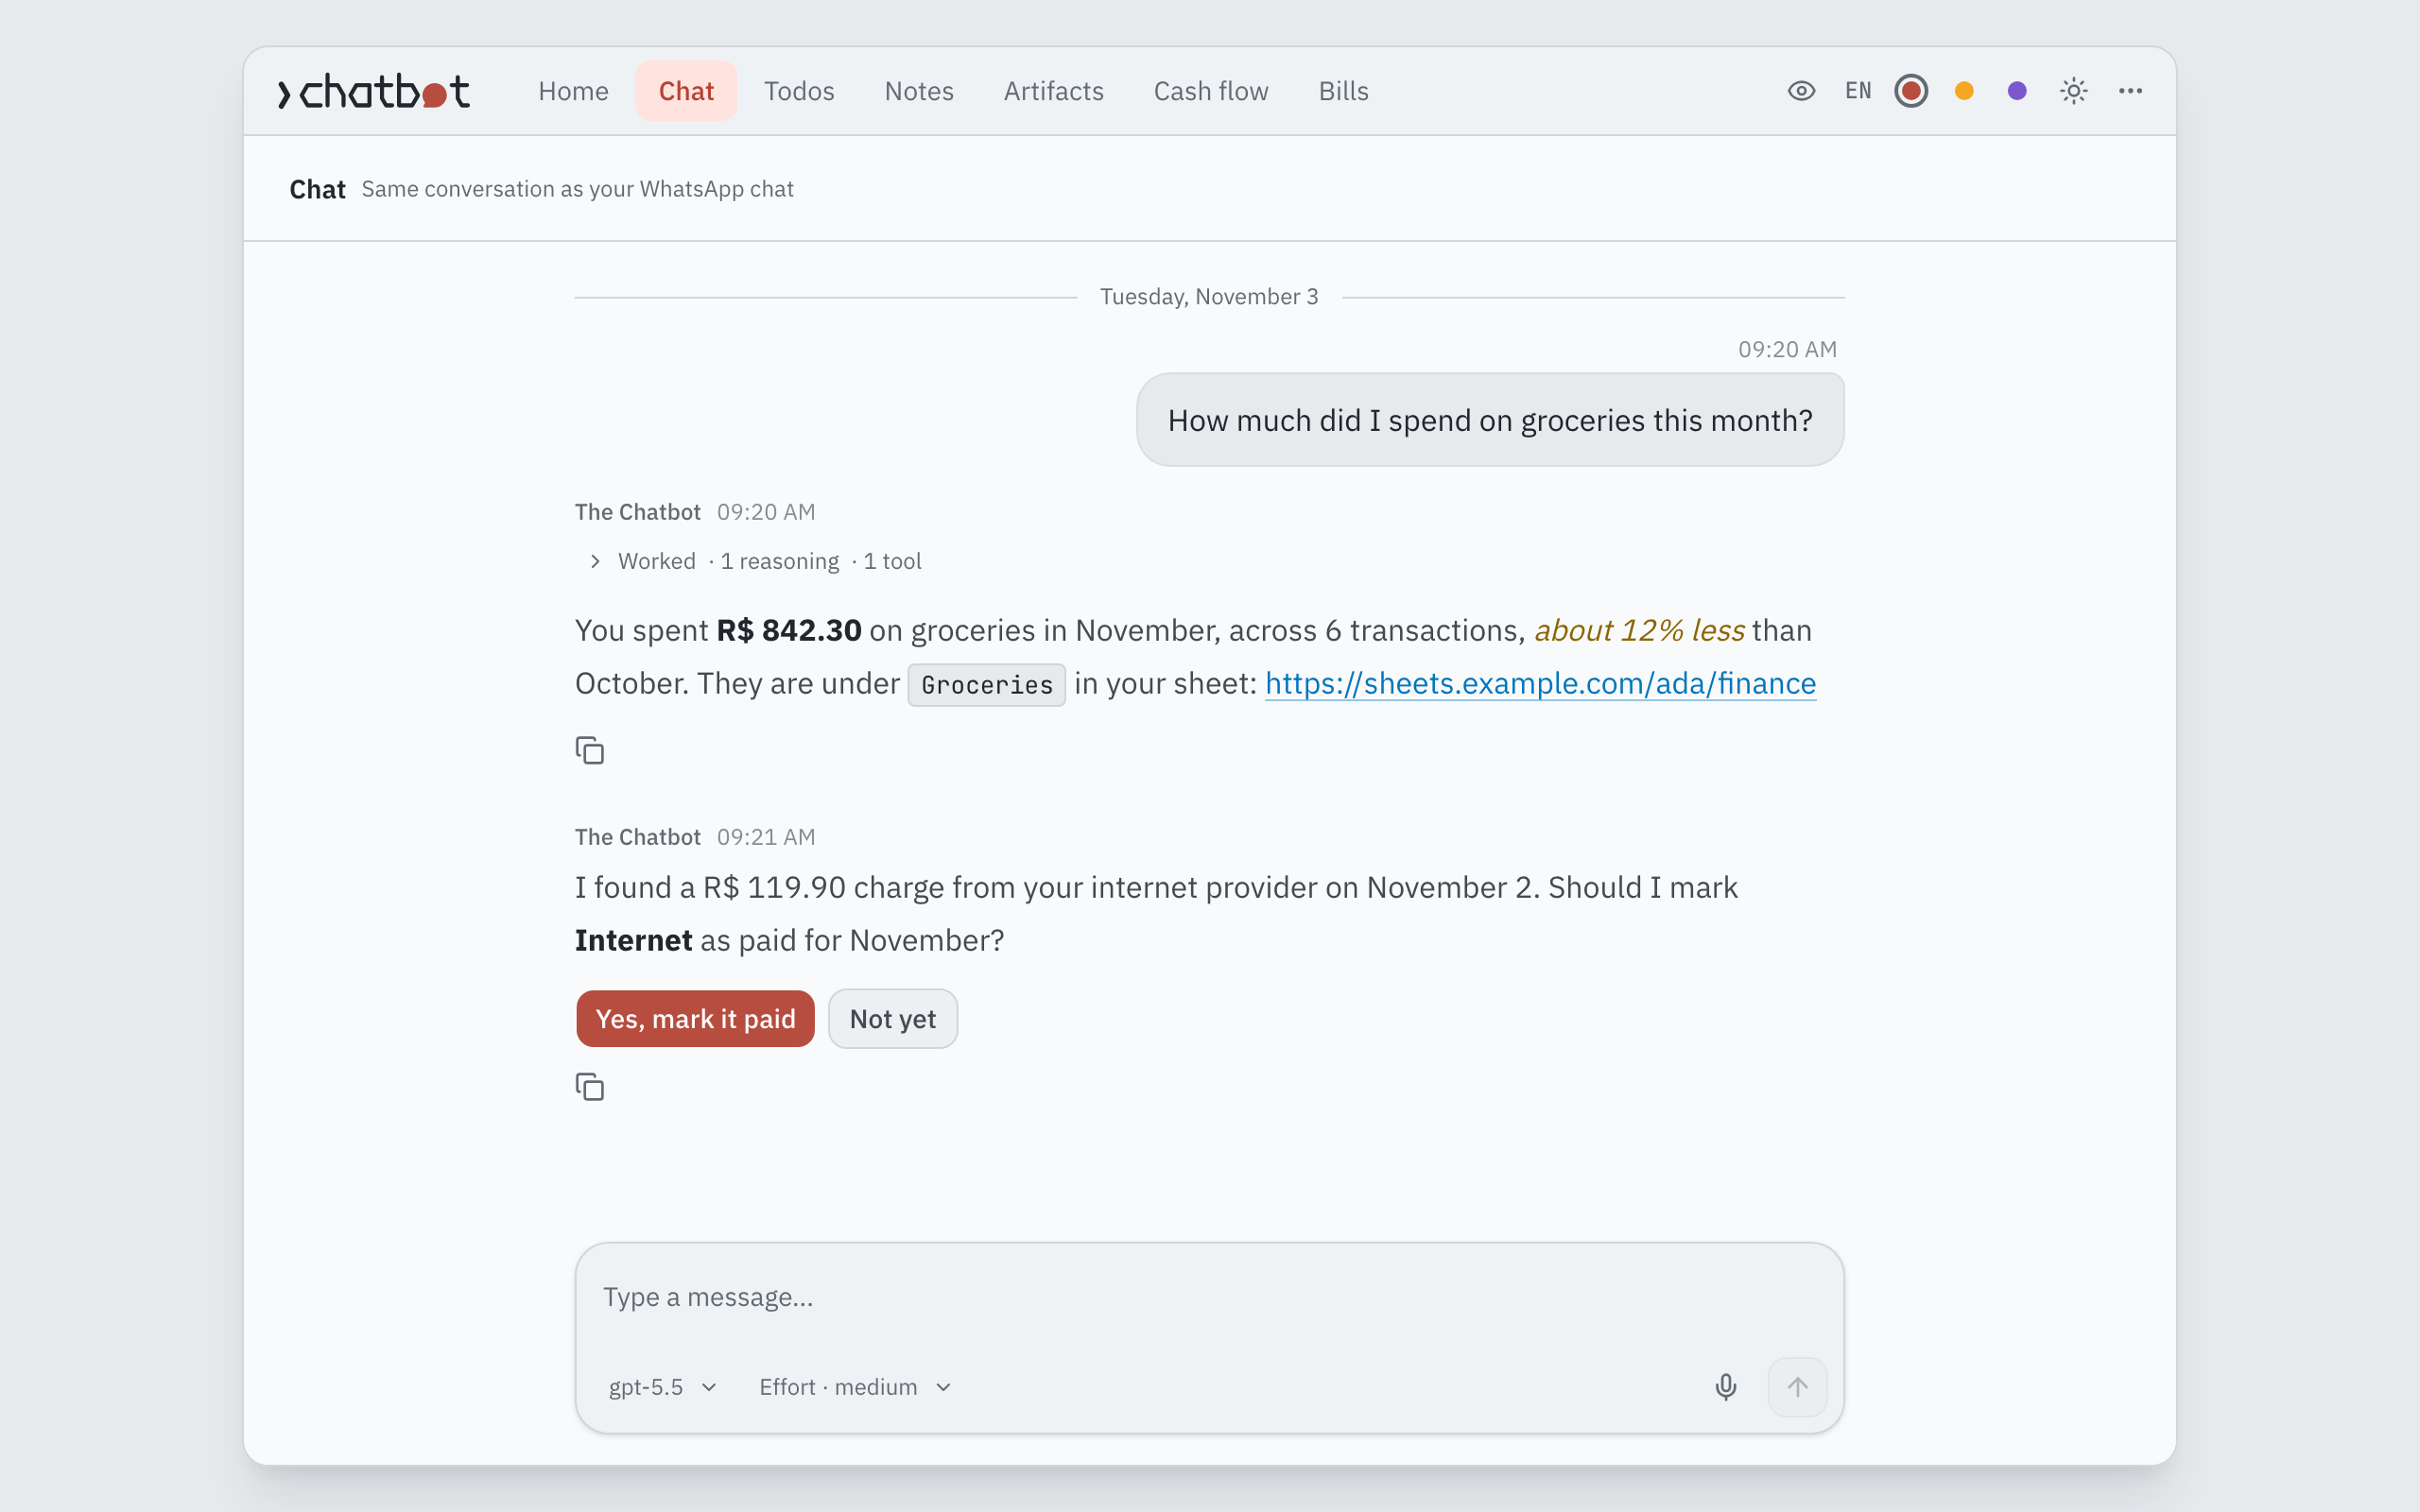 chatbot
Home Chat Todos Notes Artifacts Cash flow Bills EN
Chat Same conversation as your WhatsApp chat
Tuesday, November 3
09:20 AM
How much did I spend on groceries this month?
The Chatbot 09:20 AM
Worked · 1 reasoning · 1 tool
You spent R$ 842.30 on groceries in November, across 6 transactions, about 12% less than
October. They are under Groceries in your sheet: https://sheets.example.com/ada/finance
The Chatbot 09:21 AM
I found a R$ 119.90 charge from your internet provider on November 2. Should I mark
Internet as paid for November?
Yes, mark it paid Not yet
Type a message...
gpt-5.5 Effort · medium